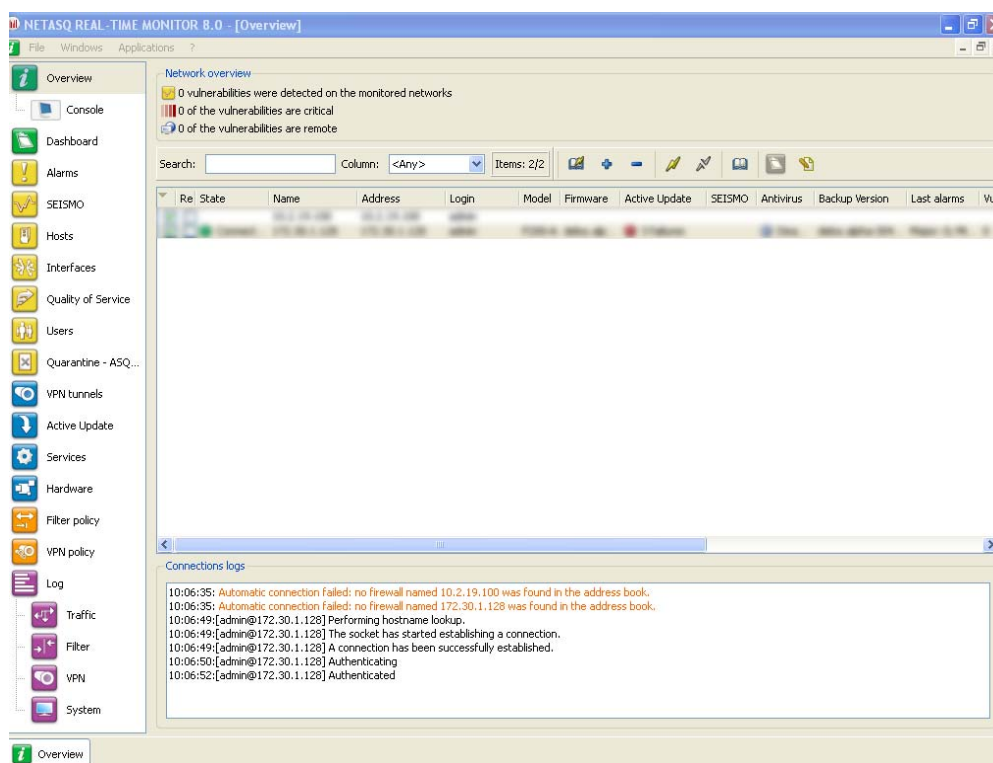 NETASQ REAL-TIME MONITOR 8.0 - [Overview]
File Windows Applications ?
Overview
Console
Dashboard
Alarms
SEISMO
Hosts
Interfaces
Quality of Service
Users
Quarantine - ASQ...
VPN tunnels
Active Update
Services
Hardware
Filter policy
VPN policy
Log
Traffic
Filter
VPN
System
Network overview
0 vulnerabilities were detected on the monitored networks
0 of the vulnerabilities are critical
0 of the vulnerabilities are remote
Search: Column: <Any> Items: 2/2
Re State Name Address Login Model Firmware Active Update SEISMO Antivirus Backup Version Last alarms Vu
Connections logs
10:06:35: Automatic connection failed: no firewall named 10.2.19.100 was found in the address book.
10:06:35: Automatic connection failed: no firewall named 172.30.1.128 was found in the address book.
10:06:49:[admin@172.30.1.128] Performing hostname lookup.
10:06:49:[admin@172.30.1.128] The socket has started establishing a connection.
10:06:49:[admin@172.30.1.128] A connection has been successfully established.
10:06:50:[admin@172.30.1.128] Authenticating
10:06:52:[admin@172.30.1.128] Authenticated
Overview